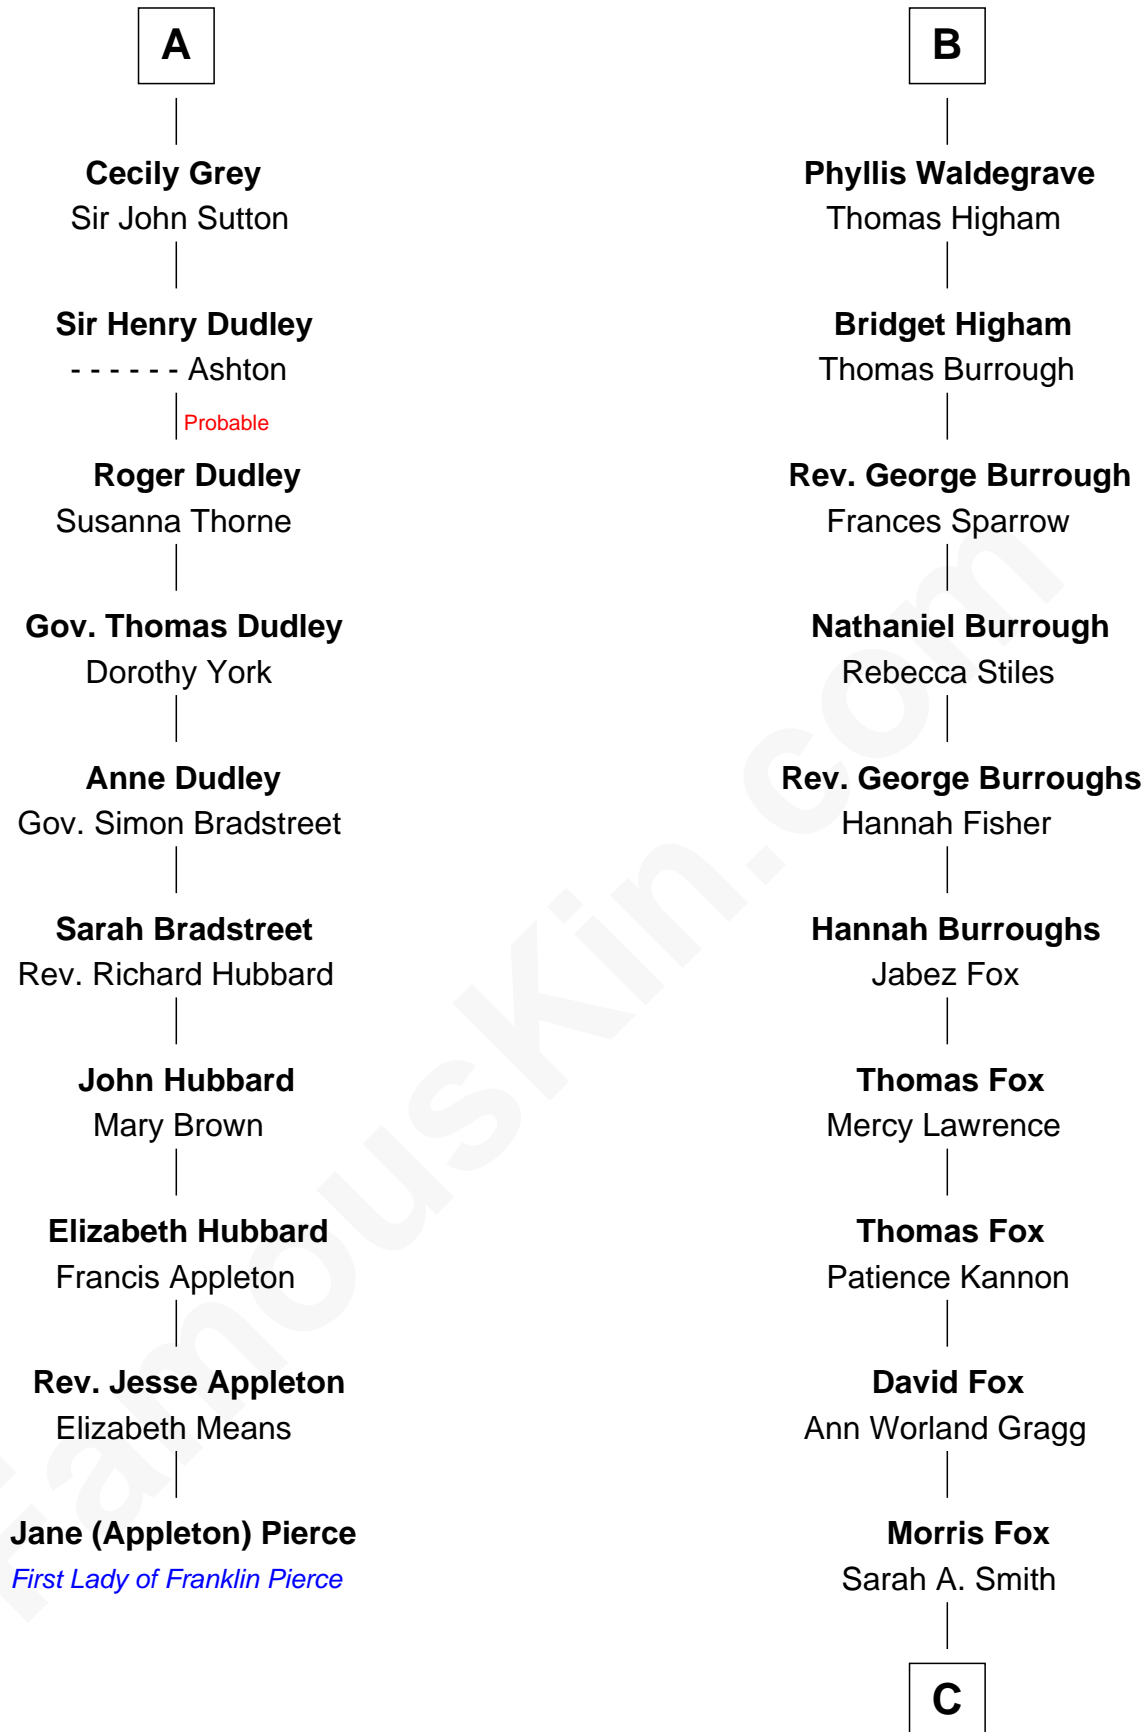 A
Cecily Grey
Sir John Sutton
Sir Henry Dudley
- - - - - - Ashton
Probable
Roger Dudley
Susanna Thorne
Gov. Thomas Dudley
Dorothy York
Anne Dudley
Gov. Simon Bradstreet
Sarah Bradstreet
Rev. Richard Hubbard
John Hubbard
Mary Brown
Elizabeth Hubbard
Francis Appleton
Rev. Jesse Appleton
Elizabeth Means
Jane (Appleton) Pierce
First Lady of Franklin Pierce
B
Phyllis Waldegrave
Thomas Higham
Bridget Higham
Thomas Burrough
Rev. George Burrough
Frances Sparrow
Nathaniel Burrough
Rebecca Stiles
Rev. George Burroughs
Hannah Fisher
Hannah Burroughs
Jabez Fox
Thomas Fox
Mercy Lawrence
Thomas Fox
Patience Kannon
David Fox
Ann Worland Gragg
Morris Fox
Sarah A. Smith
C
FamousKin.com